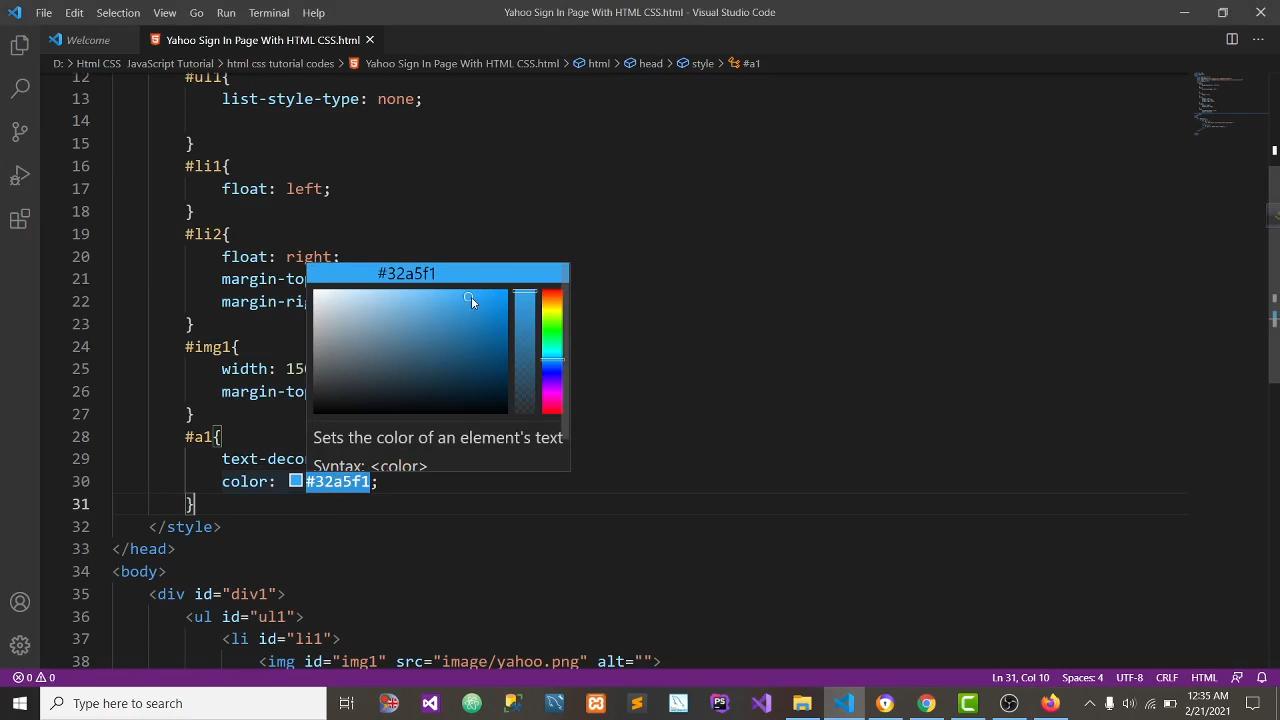 File Edit Selection View Go Run Terminal Help Yahoo Sign In Page With HTML CSS.html - Visual Studio Code
Welcome Yahoo Sign In Page With HTML CSS.html
D: > Html CSS JavaScript Tutorial > html css tutorial codes > Yahoo Sign In Page With HTML CSS.html > html > head > style > #a1
12 #ul1{
13 list-style-type: none;
14
15 }
16 #li1{
17 float: left;
18 }
19 #li2{
20 float: right;
#32a5f1
21 margin-to
22 margin-rig
23 }
24 #img1{
25 width: 150
26 margin-top
27 }
28 #a1{
Sets the color of an element's text
29 text-deco
Syntax: <color>
30 color: #32a5f1;
31 }
32 </style>
33 </head>
34 <body>
35 <div id="div1">
36 <ul id="ul1">
37 <li id="li1">
38 <img id="img1" src="image/yahoo.png" alt="">
0 0 Ln 31, Col 10 Spaces: 4 UTF-8 CRLF HTML
Type here to search
12:35 AM
2/21/2021